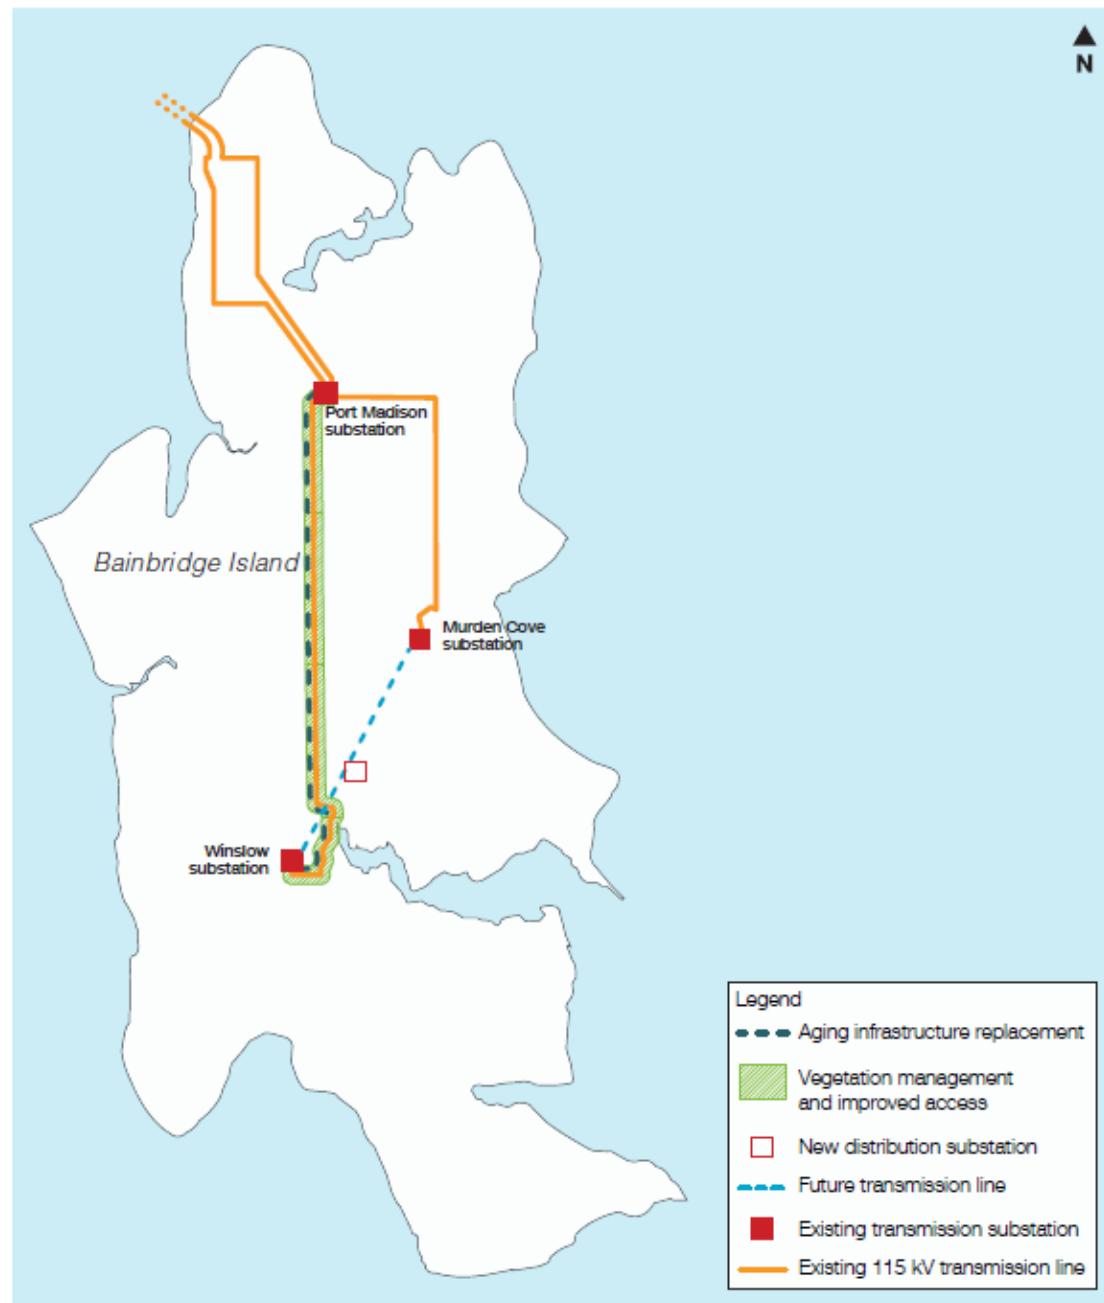 N
Port Madison
substation
Bainbridge Island
Murden Cove
substation
Winslow
substation
Legend
Aging infrastructure replacement
Vegetation management
and improved access
New distribution substation
Future transmission line
Existing transmission substation
Existing 115 kV transmission line